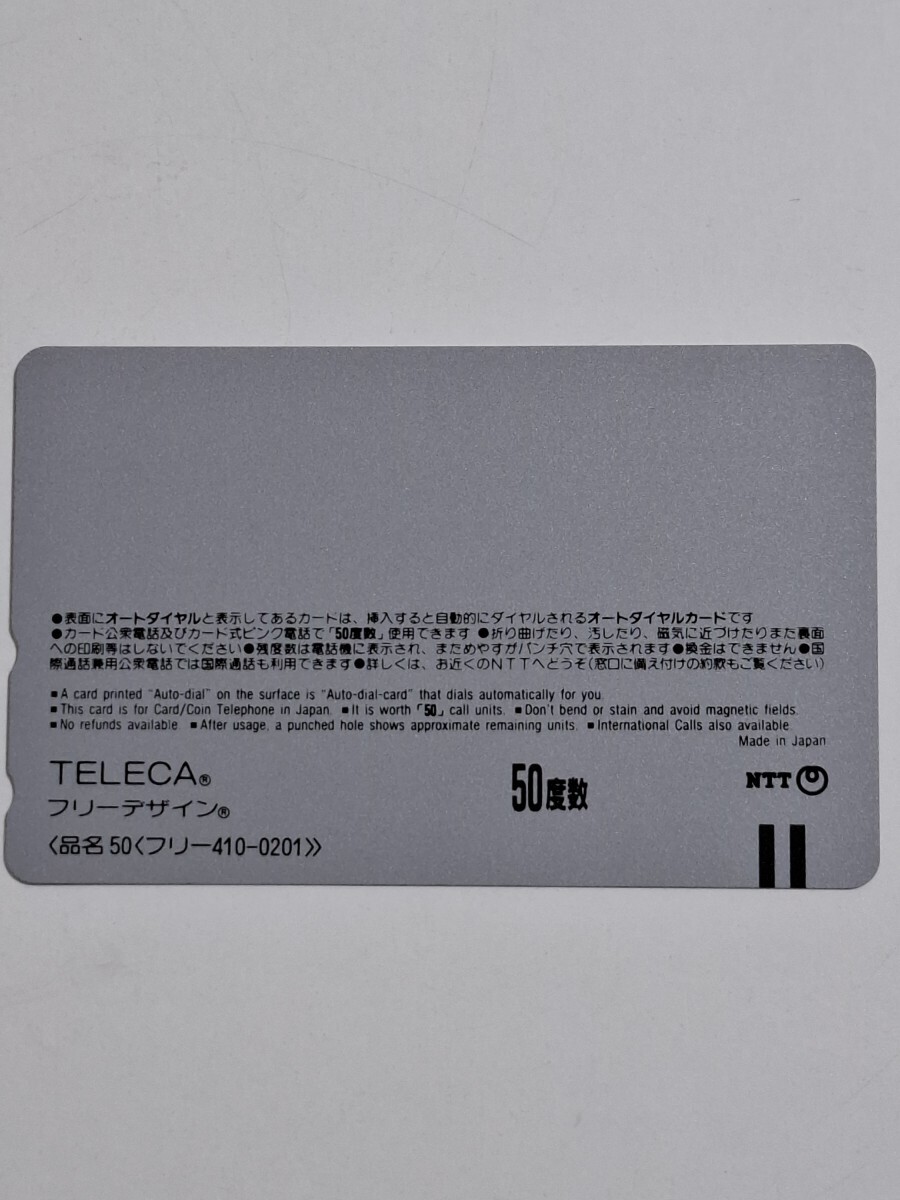 ●表面にオートダイヤルと表示してあるカードは、挿入すると自動的にダイヤルされるオートダイヤルカードです
●カード公衆電話及びカード式ピンク電話で「50度数」使用できます ●折り曲げたり、汚したり、磁気に近づけたりまた裏面
への印刷等はしないでください●残度数は電話機に表示され、まためやすがパンチ穴で表示されます●換金はできません●国
際通話兼用公衆電話では国際通話も利用できます●詳しくは、お近くのNTTへどうぞ(窓口に備え付けの約款もご覧ください)
■A card printed “Auto-dial” on the surface is “Auto-dial-card” that dials automatically for you.
■This card is for Card/Coin Telephone in Japan. ■It is worth「50」call units. ■Don't bend or stain and avoid magnetic fields.
■No refunds available. ■After usage, a punched hole shows approximate remaining units. ■International Calls also available.
Made in Japan
TELECA®
フリーデザイン®
50度数
NTT
〈品名50〈フリー410-0201〉〉